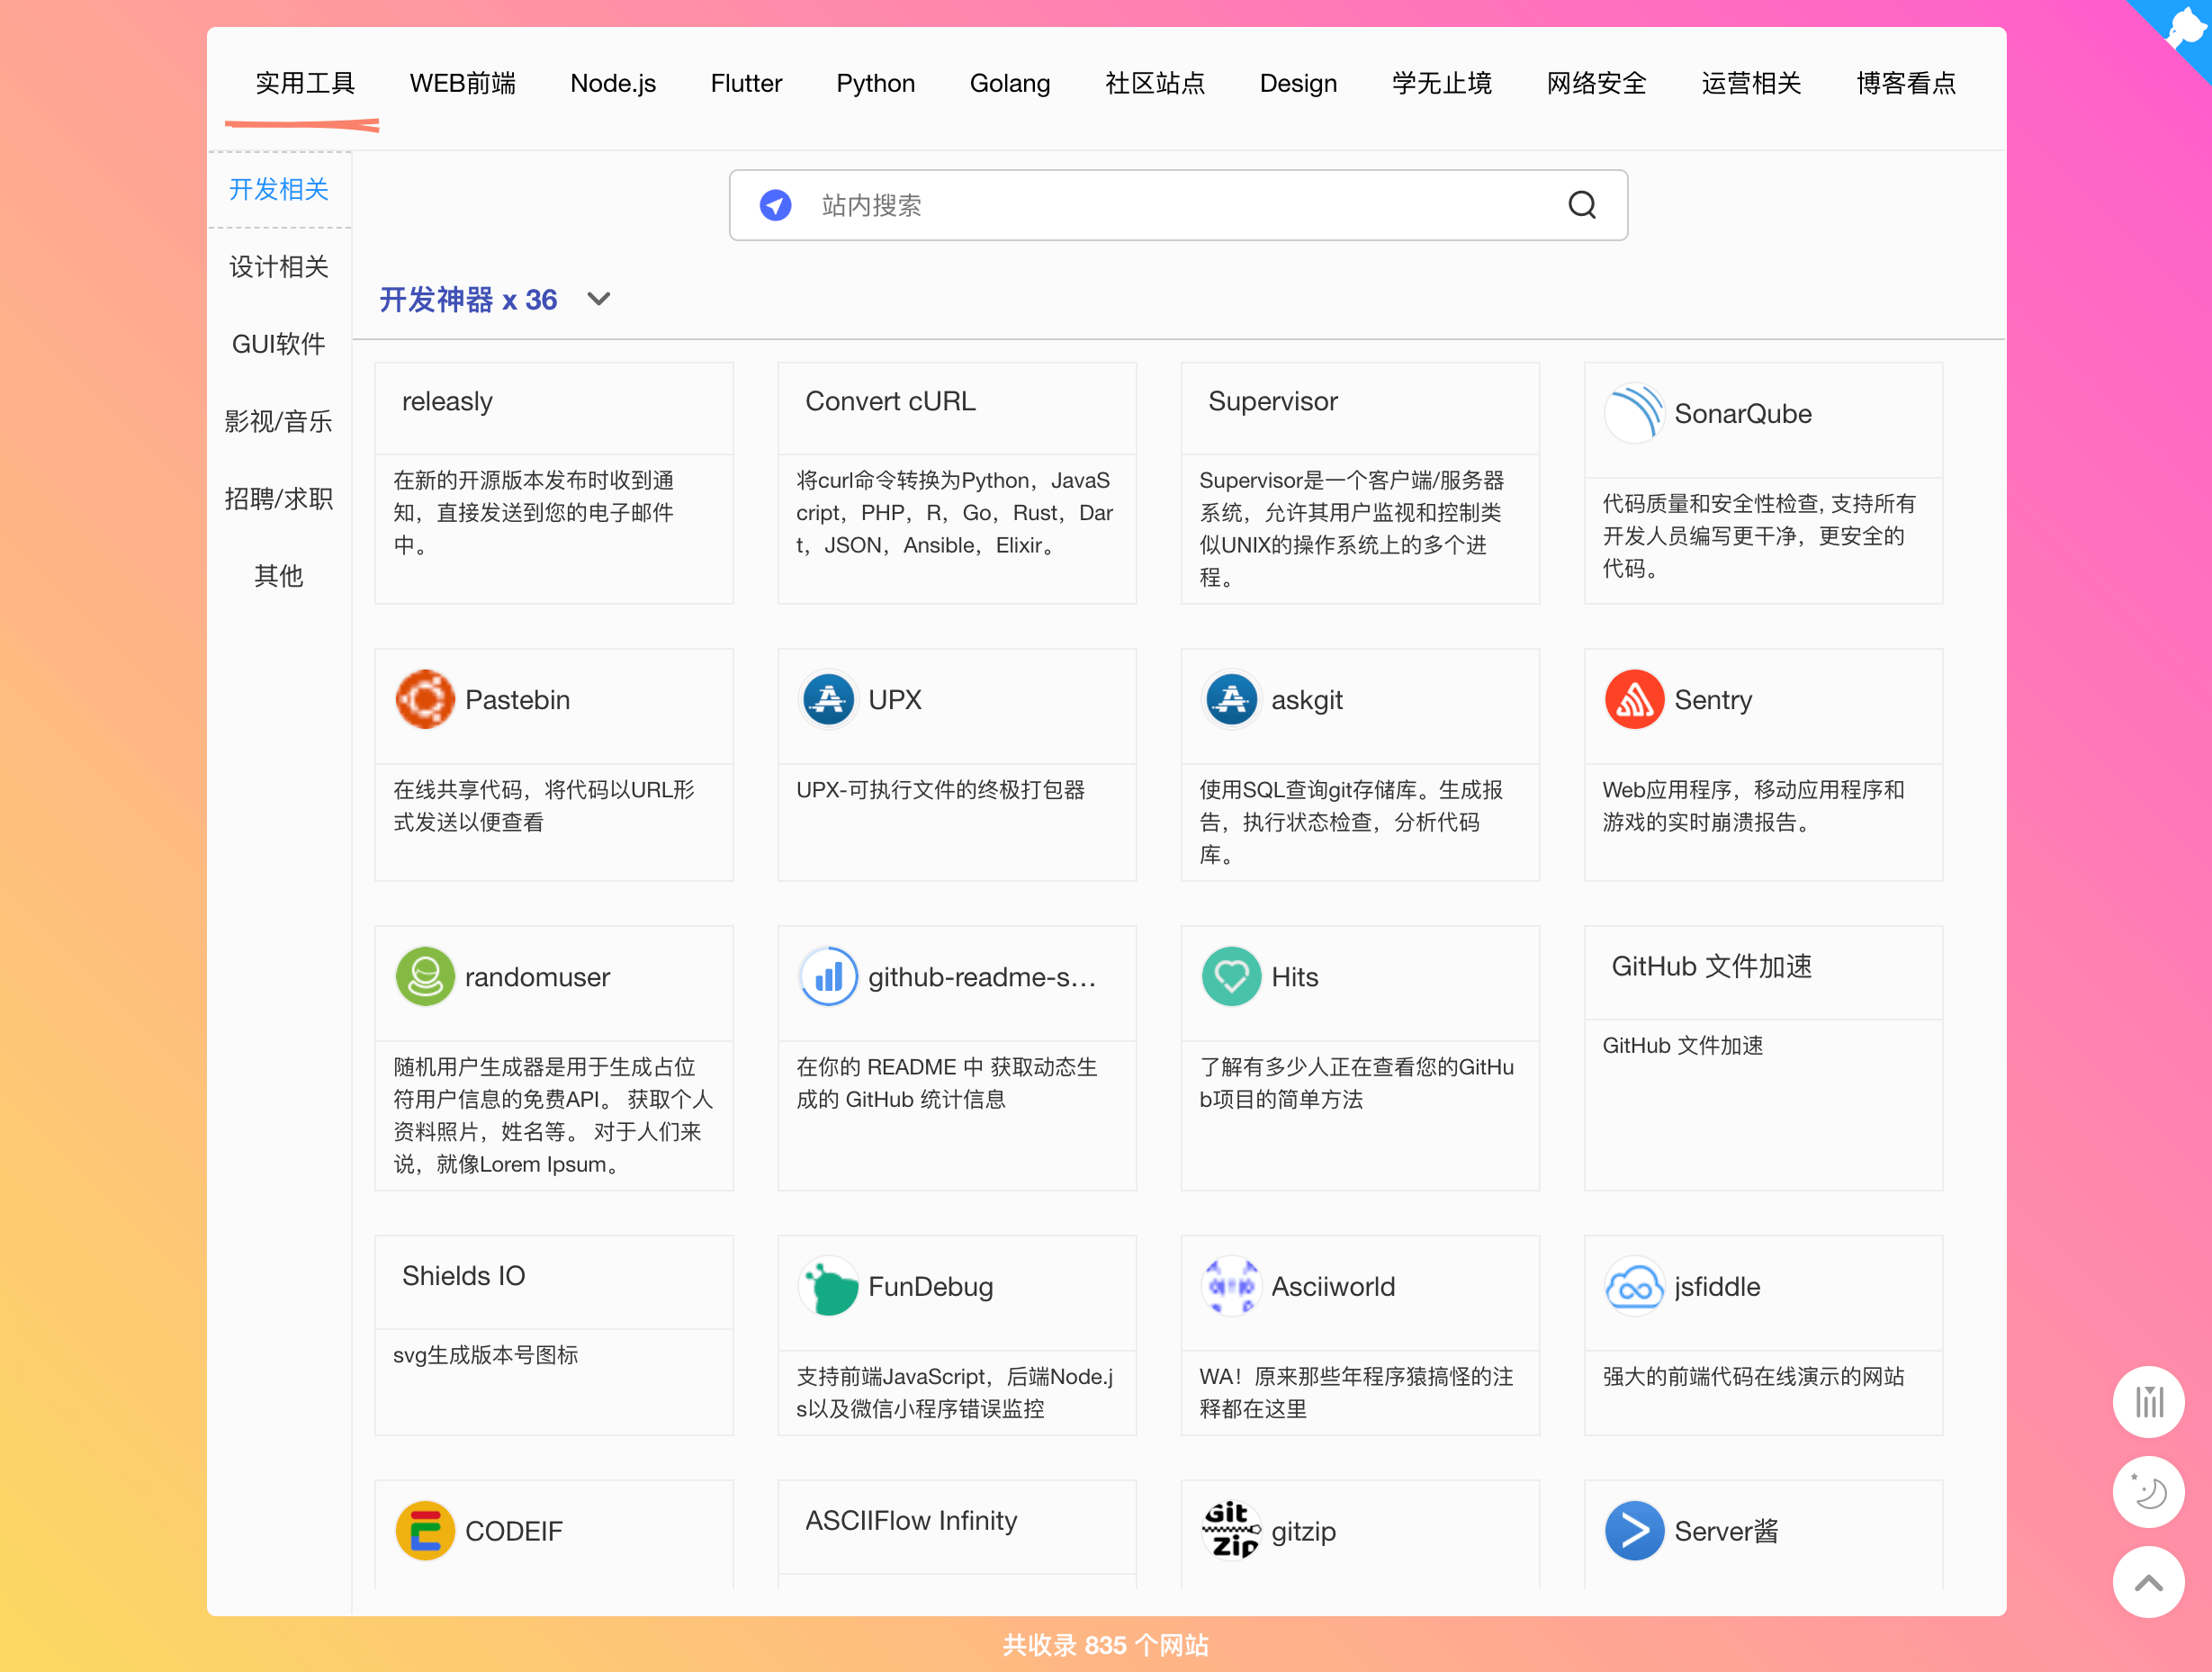 实用工具 WEB前端 Node.js Flutter Python Golang 社区站点 Design 学无止境 网络安全 运营相关 博客看点
开发相关
设计相关
GUI软件
影视/音乐
招聘/求职
其他
站内搜索
开发神器 x 36
releasly
在新的开源版本发布时收到通
知，直接发送到您的电子邮件
中。
Convert cURL
将curl命令转换为Python，JavaS
cript，PHP，R，Go，Rust，Dar
t，JSON，Ansible，Elixir。
Supervisor
Supervisor是一个客户端/服务器
系统，允许其用户监视和控制类
似UNIX的操作系统上的多个进
程。
SonarQube
代码质量和安全性检查, 支持所有
开发人员编写更干净，更安全的
代码。
Pastebin
在线共享代码，将代码以URL形
式发送以便查看
UPX
UPX-可执行文件的终极打包器
askgit
使用SQL查询git存储库。生成报
告，执行状态检查，分析代码
库。
Sentry
Web应用程序，移动应用程序和
游戏的实时崩溃报告。
randomuser
随机用户生成器是用于生成占位
符用户信息的免费API。 获取个人
资料照片，姓名等。 对于人们来
说，就像Lorem Ipsum。
github-readme-s...
在你的 README 中 获取动态生
成的 GitHub 统计信息
Hits
了解有多少人正在查看您的GitHu
b项目的简单方法
GitHub 文件加速
GitHub 文件加速
Shields IO
svg生成版本号图标
FunDebug
支持前端JavaScript，后端Node.j
s以及微信小程序错误监控
Asciiworld
WA！原来那些年程序猿搞怪的注
释都在这里
jsfiddle
强大的前端代码在线演示的网站
CODEIF
ASCIIFlow Infinity
Git
Zip
gitzip
Server酱
共收录 835 个网站